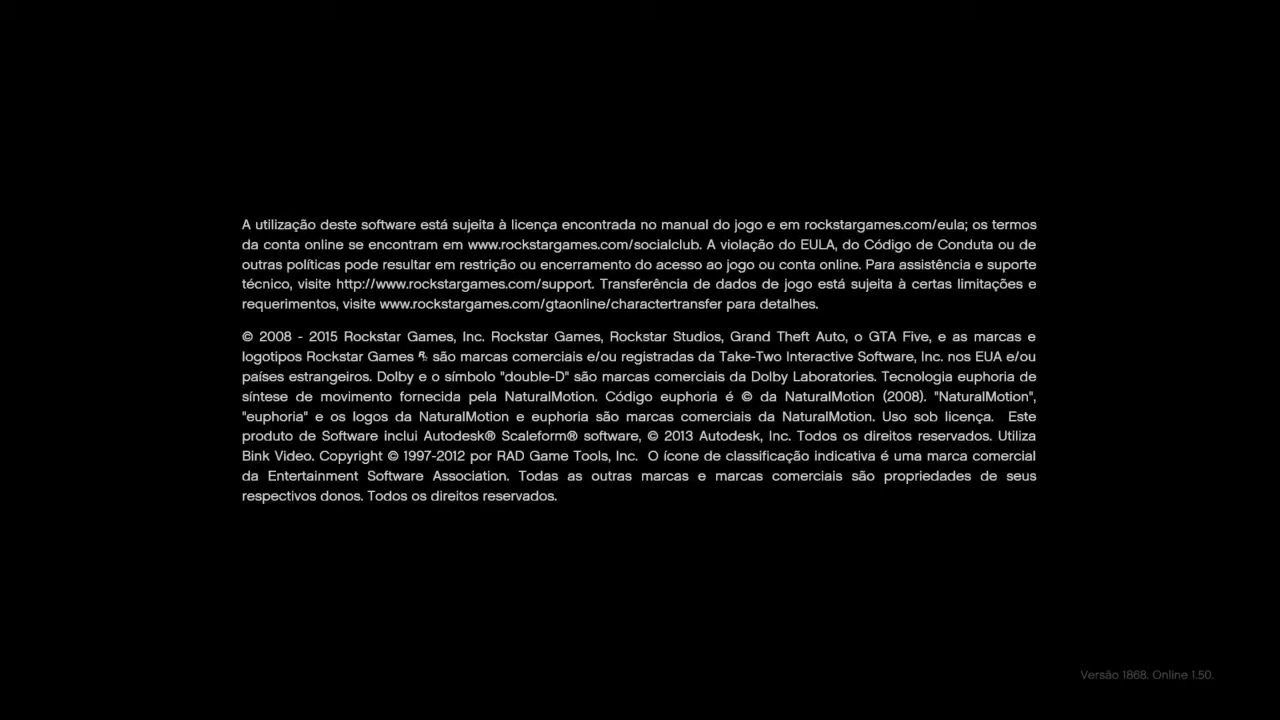 A utilização deste software está sujeita à licença encontrada no manual do jogo e em rockstargames.com/eula; os termos
da conta online se encontram em www.rockstargames.com/socialclub. A violação do EULA, do Código de Conduta ou de
outras políticas pode resultar em restrição ou encerramento do acesso ao jogo ou conta online. Para assistência e suporte
técnico, visite http://www.rockstargames.com/support. Transferência de dados de jogo está sujeita à certas limitações e
requerimentos, visite www.rockstargames.com/gtaonline/charactertransfer para detalhes.
© 2008 - 2015 Rockstar Games, Inc. Rockstar Games, Rockstar Studios, Grand Theft Auto, o GTA Five, e as marcas e
logotipos Rockstar Games R* são marcas comerciais e/ou registradas da Take-Two Interactive Software, Inc. nos EUA e/ou
países estrangeiros. Dolby e o símbolo "double-D" são marcas comerciais da Dolby Laboratories. Tecnologia euphoria de
síntese de movimento fornecida pela NaturalMotion. Código euphoria é © da NaturalMotion (2008). "NaturalMotion",
"euphoria" e os logos da NaturalMotion e euphoria são marcas comerciais da NaturalMotion. Uso sob licença. Este
produto de Software inclui Autodesk® Scaleform® software, © 2013 Autodesk, Inc. Todos os direitos reservados. Utiliza
Bink Video. Copyright © 1997-2012 por RAD Game Tools, Inc. O ícone de classificação indicativa é uma marca comercial
da Entertainment Software Association. Todas as outras marcas e marcas comerciais são propriedades de seus
respectivos donos. Todos os direitos reservados.
Versão 1868. Online 1.50.